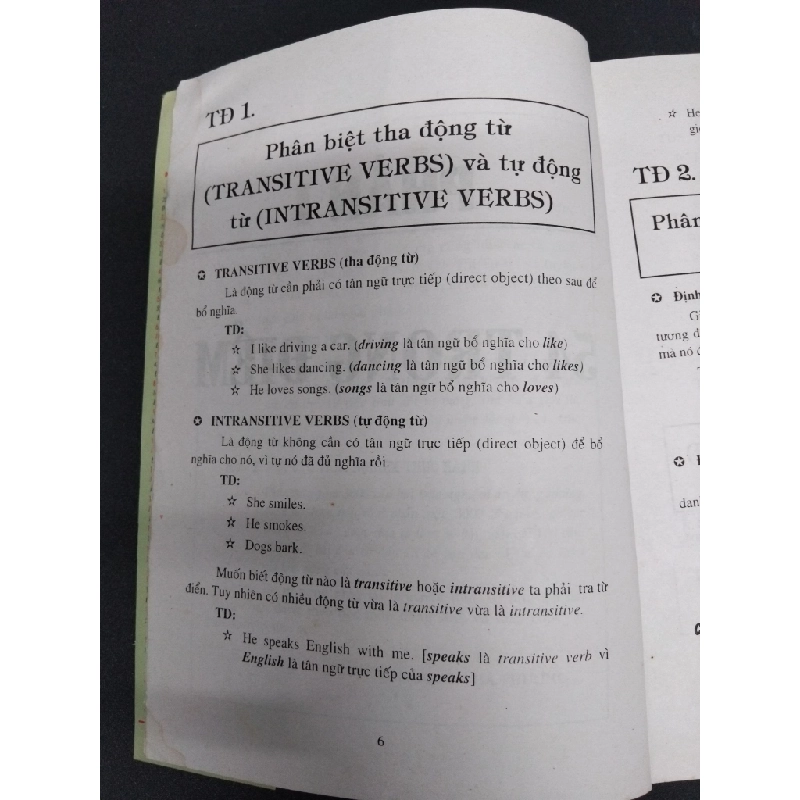 TĐ 1.
Phân biệt tha động từ
(TRANSITIVE VERBS) và tự động
từ (INTRANSITIVE VERBS)
✪ TRANSITIVE VERBS (tha động từ)
Là động từ cần phải có tân ngữ trực tiếp (direct object) theo sau để
bổ nghĩa.
TD:
☆ I like driving a car. (driving là tân ngữ bổ nghĩa cho like)
☆ She likes dancing. (dancing là tân ngữ bổ nghĩa cho likes)
☆ He loves songs. (songs là tân ngữ bổ nghĩa cho loves)
✪ INTRANSITIVE VERBS (tự động từ)
Là động từ không cần có tân ngữ trực tiếp (direct object) để bổ
nghĩa cho nó, vì tự nó đã đủ nghĩa rồi
TD:
☆ She smiles.
☆ He smokes.
☆ Dogs bark.
Muốn biết động từ nào là transitive hoặc intransitive ta phải tra từ
điển. Tuy nhiên có nhiều động từ vừa là transitive vừa là intransitive.
TD:
☆ He speaks English with me. [speaks là transitive verb vì
English là tân ngữ trực tiếp của speaks]
6
☆ He
TĐ 2.
Phân
✪ Định
tương đ
mà nó
danh